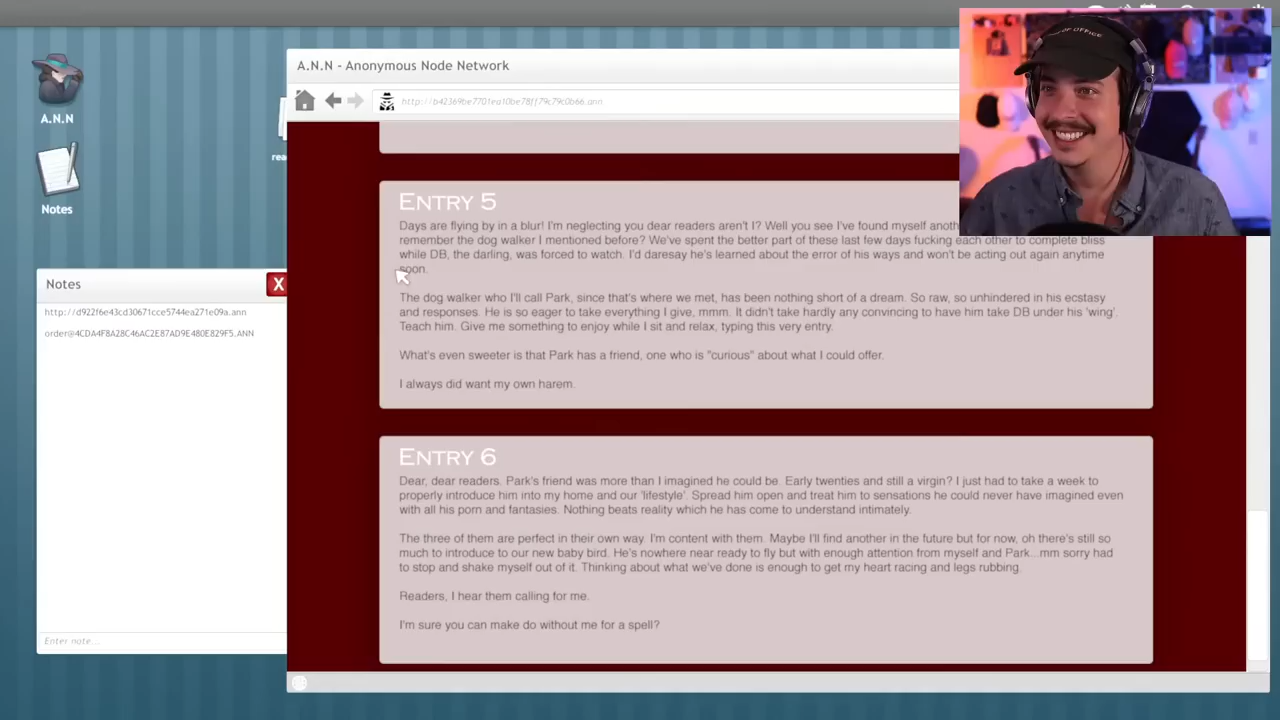 A.N.N - Anonymous Node Network
http://b42369be7701ea10be78ff79c79c0b66.ann
A.N.N
Notes
rea
OFFICE
Notes
X
http://d922f6e43cd30671cce5744ea271e09a.ann
order@4CDA4F8A28C46AC2E87AD9E480E829F5.ANN
Enter note...
Entry 5
Days are flying by in a blur! I'm neglecting you dear readers aren't I? Well you see I've found myself anoth
remember the dog walker I mentioned before? We've spent the better part of these last few days fucking each other to complete bliss
while DB, the darling, was forced to watch. I'd daresay he's learned about the error of his ways and won't be acting out again anytime
soon.
The dog walker who I'll call Park, since that's where we met, has been nothing short of a dream. So raw, so unhindered in his ecstasy
and responses. He is so eager to take everything I give, mmm. It didn't take hardly any convincing to have him take DB under his 'wing'.
Teach him. Give me something to enjoy while I sit and relax, typing this very entry.
What's even sweeter is that Park has a friend, one who is "curious" about what I could offer.
I always did want my own harem.
Entry 6
Dear, dear readers. Park's friend was more than I imagined he could be. Early twenties and still a virgin? I just had to take a week to
properly introduce him into my home and our 'lifestyle'. Spread him open and treat him to sensations he could never have imagined even
with all his porn and fantasies. Nothing beats reality which he has come to understand intimately.
The three of them are perfect in their own way. I'm content with them. Maybe I'll find another in the future but for now, oh there's still so
much to introduce to our new baby bird. He's nowhere near ready to fly but with enough attention from myself and Park...mm sorry had
to stop and shake myself out of it. Thinking about what we've done is enough to get my heart racing and legs rubbing.
Readers, I hear them calling for me.
I'm sure you can make do without me for a spell?